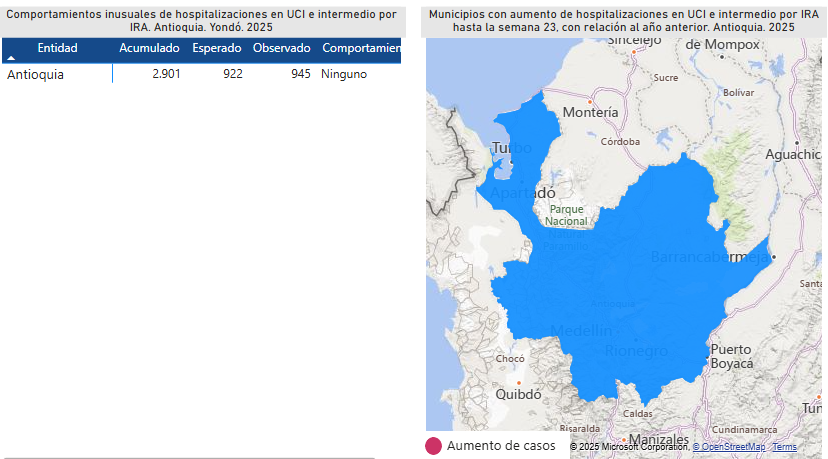 Comportamientos inusuales de hospitalizaciones en UCI e intermedio por
IRA. Antioquia. Yondó. 2025
Entidad Acumulado Esperado Observado Comportamien
Antioquia 2.901 922 945 Ninguno
Municipios con aumento de hospitalizaciones en UCI e intermedio por IRA
hasta la semana 23, con relación al año anterior. Antioquia. 2025
Sincelejo
de Mompox
Sucre
Bolívar
Montería
Córdoba
Turbo
Aguachic
Apartadó
Parque
Nacional
Barrancabermeja
Santa
Antioquia
Medellín
Rionegro
Puerto
Boyacá
Chocó
Quibdó
Caldas
Tun
Risaralda
Cundinamarca
Manizales
Aumento de casos
© 2025 Microsoft Corporation, © OpenStreetMap Terms